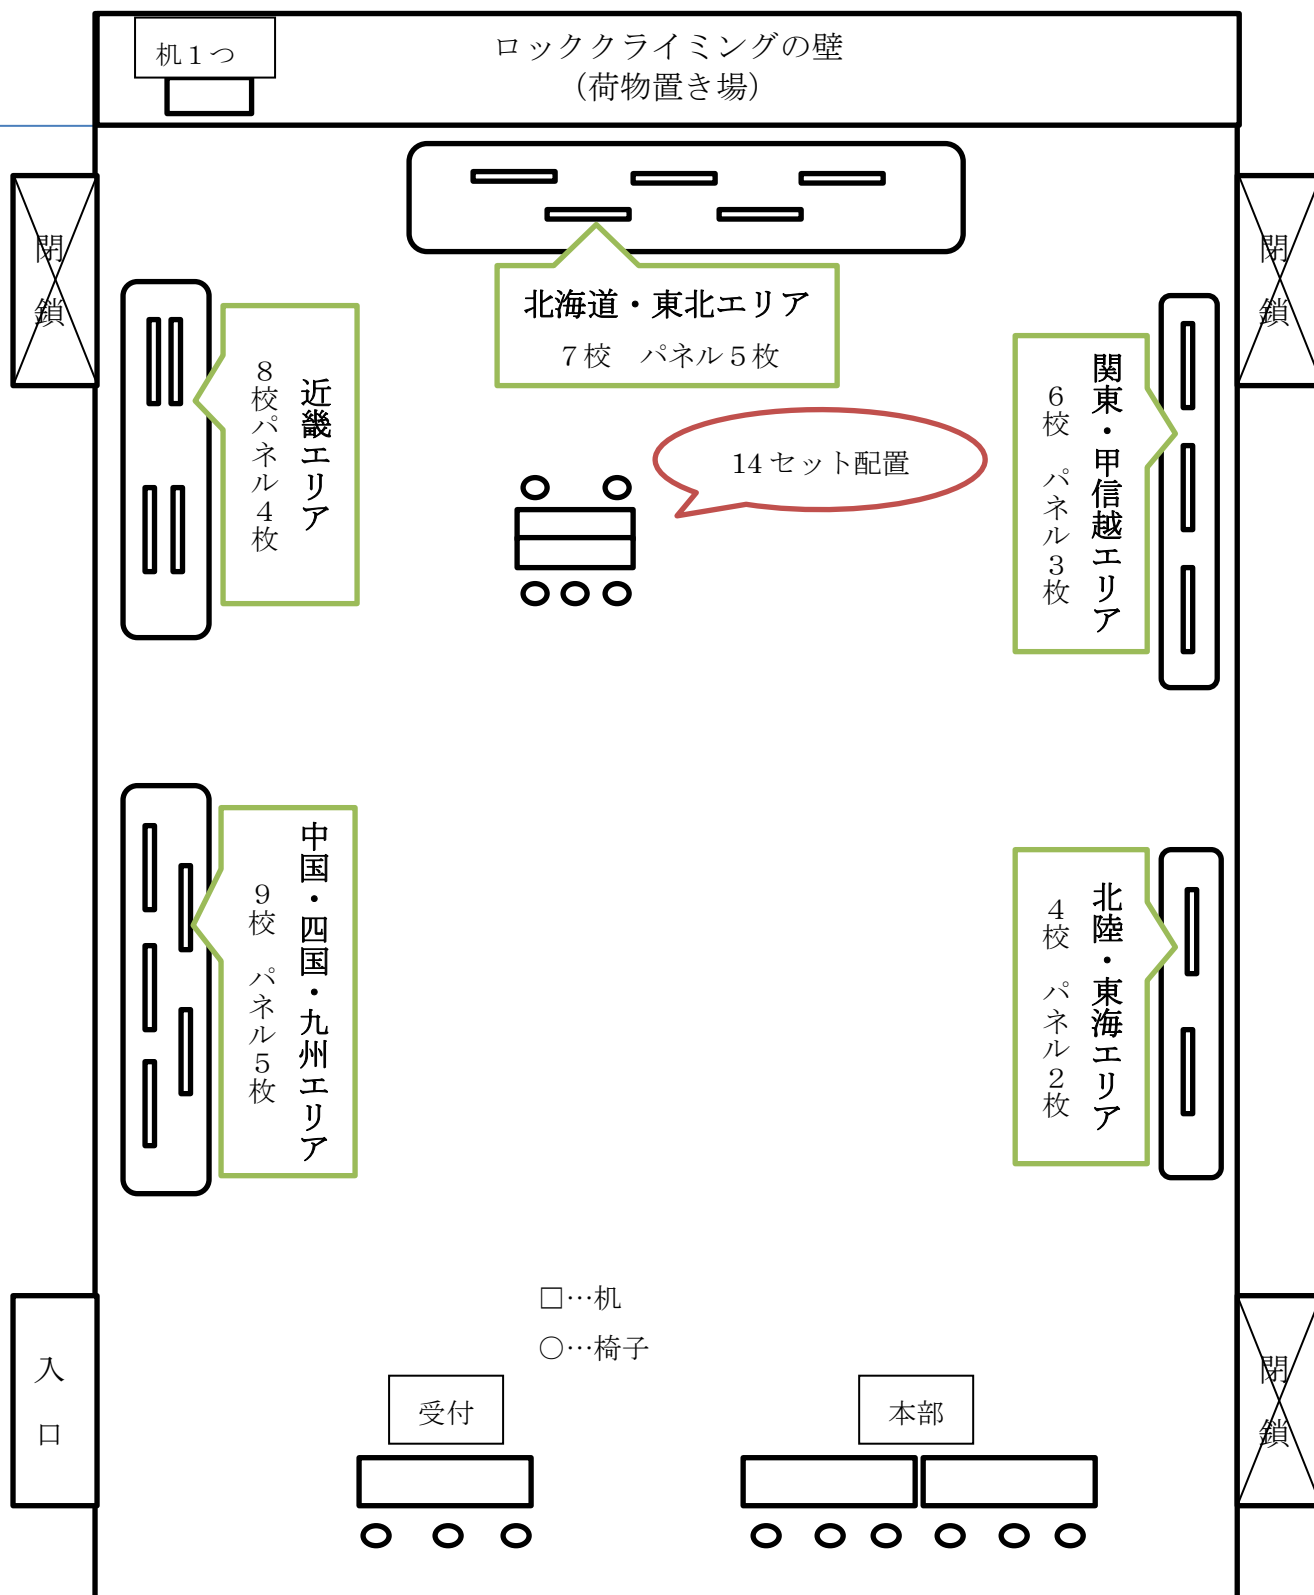 机１つ
ロッククライミングの壁
（荷物置き場）
閉鎖
閉鎖
北海道・東北エリア
７校　パネル５枚
近畿エリア
８校パネル４枚
関東・甲信越エリア
６校　パネル３枚
14セット配置
中国・四国・九州エリア
９校　パネル５枚
北陸・東海エリア
４校　パネル２枚
□…机
○…椅子
入口
受付
本部
閉鎖